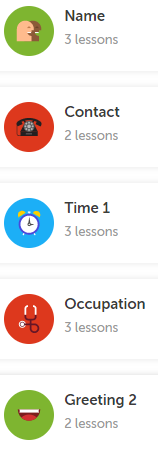 Name
3 lessons
Contact
2 lessons
Time 1
3 lessons
Occupation
3 lessons
Greeting 2
2 lessons